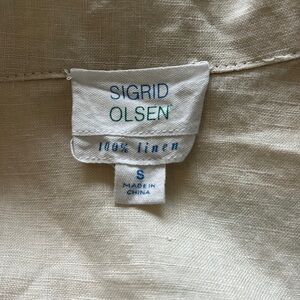 SIGRID
OLSEN
100% linen
S
MADE IN
CHINA